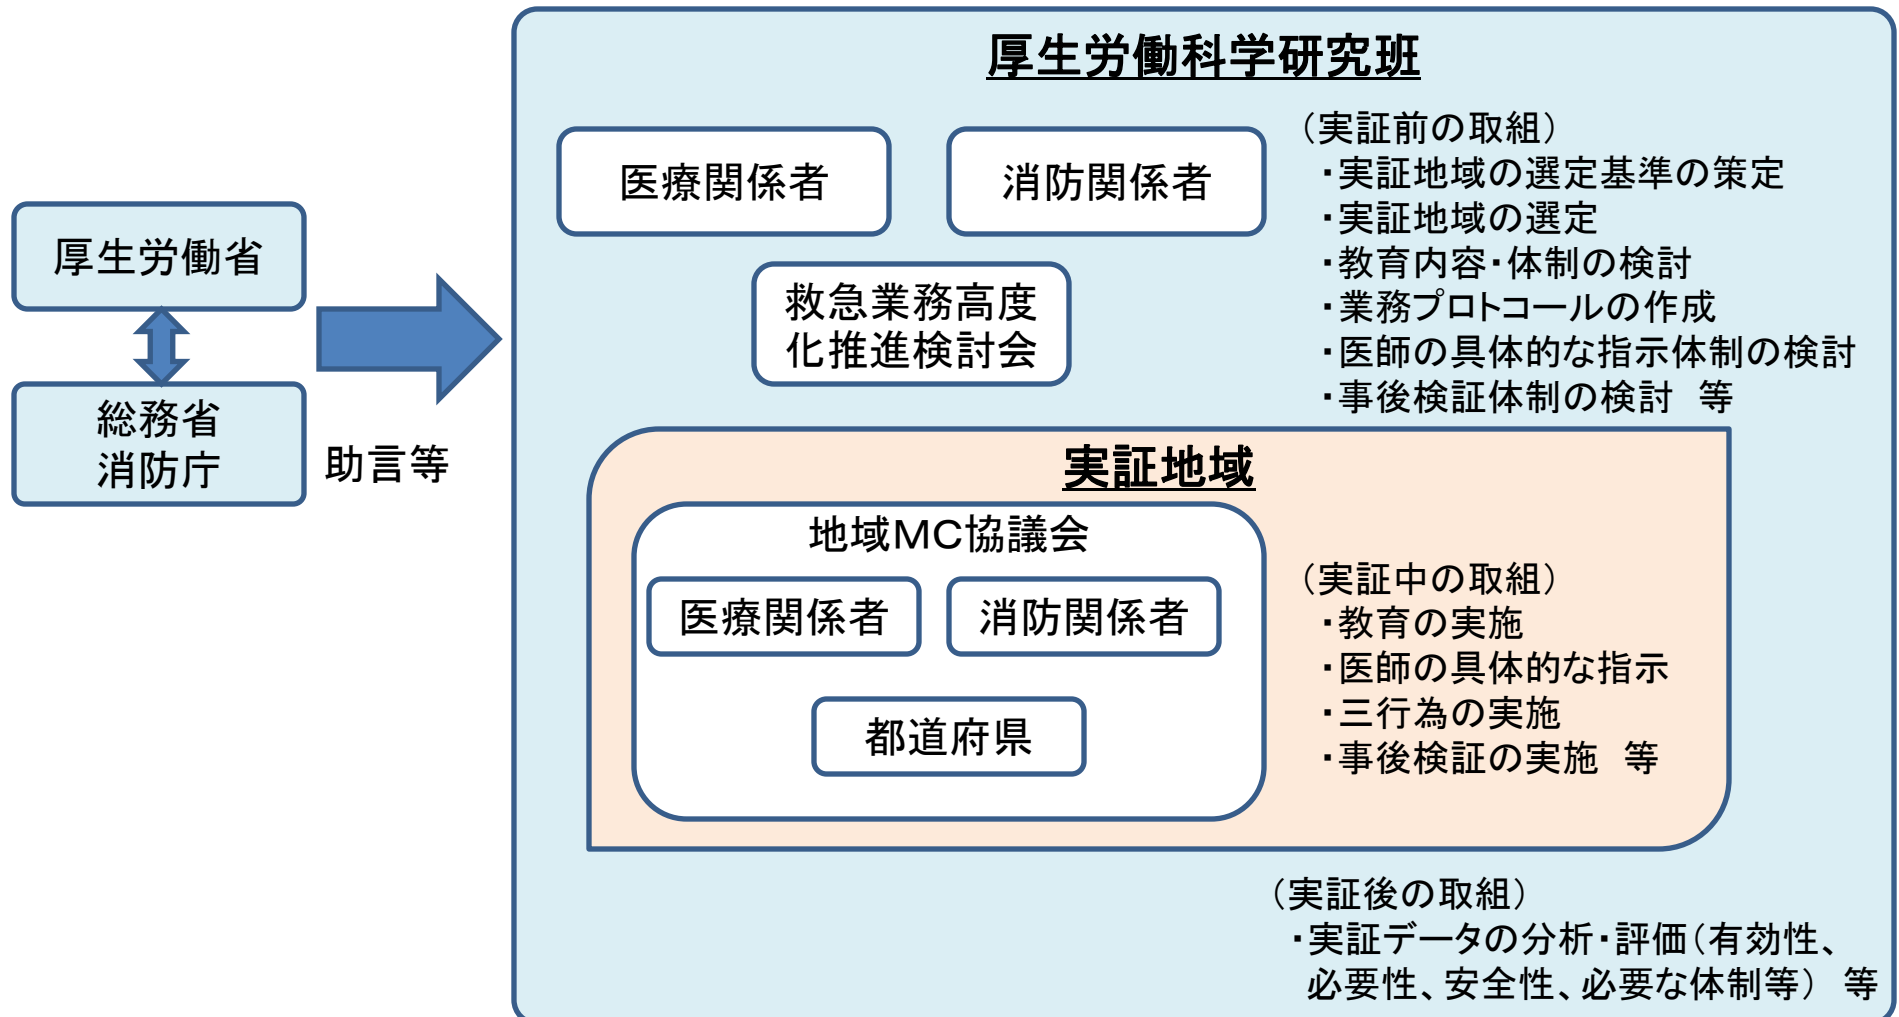 厚生労働科学研究班
医療関係者
消防関係者
救急業務高度
化推進検討会
（実証前の取組）
・実証地域の選定基準の策定
・実証地域の選定
・教育内容・体制の検討
・業務プロトコールの作成
・医師の具体的な指示体制の検討
・事後検証体制の検討　等
厚生労働省
総務省
消防庁
助言等
実証地域
地域MC協議会
医療関係者
消防関係者
都道府県
（実証中の取組）
・教育の実施
・医師の具体的な指示
・三行為の実施
・事後検証の実施　等
（実証後の取組）
・実証データの分析・評価（有効性、
必要性、安全性、必要な体制等）　等